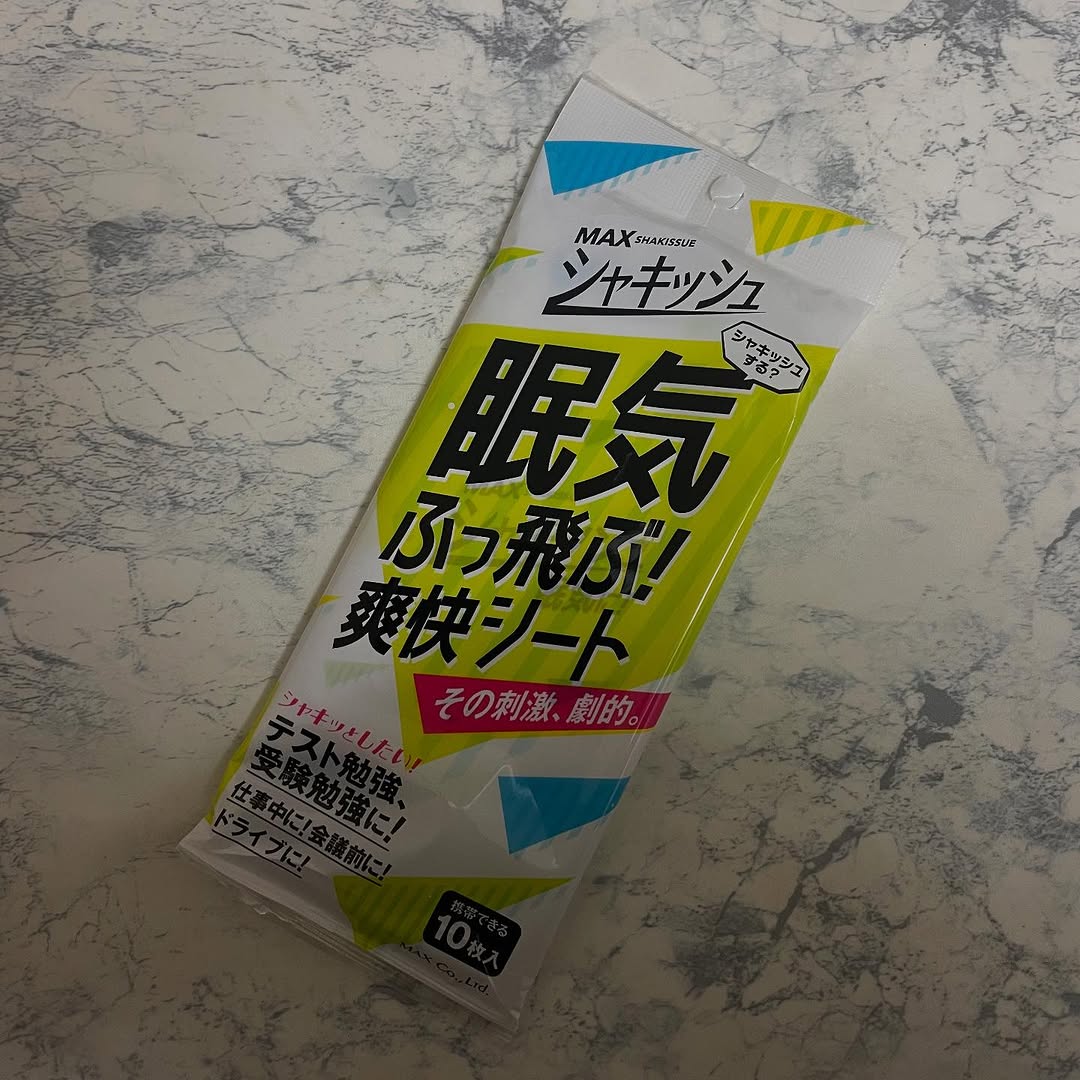 MAX SHAKISSUE
シャキッシュ
シャキッシュ
する?
眠気
ふっ飛ぶ!
爽快シート
その刺激、劇的。
シャキッとしたい!
テスト勉強、
受験勉強に!
仕事中に!会議前に!
ドライブに!
携帯できる
10枚入
MAX Co., Ltd.